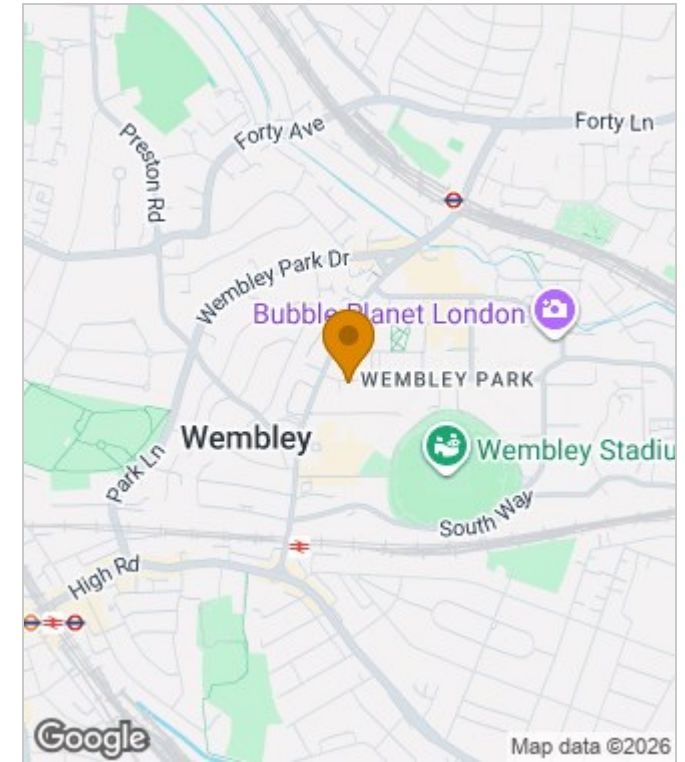 Forty Ln
Forty Ave
Preston Rd
Wembley Park Dr
Bubble Planet London
WEMBLEY PARK
Wembley
Wembley Stadiu
Park Ln
South Way
High Rd
Google
Map data ©2026